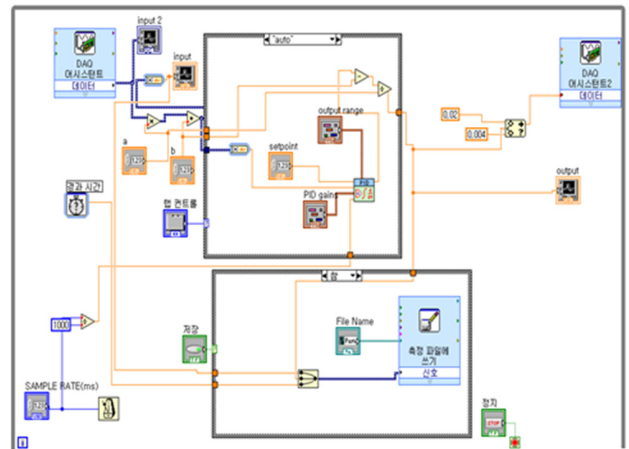 input 2
"auto"
DAQ
어시스턴트
데이터
input
DAQ
어시스턴트2
데이터
output range
0,02
0,004
a
b
setpoint
PID
output
경과 시간
탭 컨트롤
PID gains
참
1000
저장
File Name
측정 파일에
쓰기
신호
SAMPLE RATE(ms)
정지
STOP
i